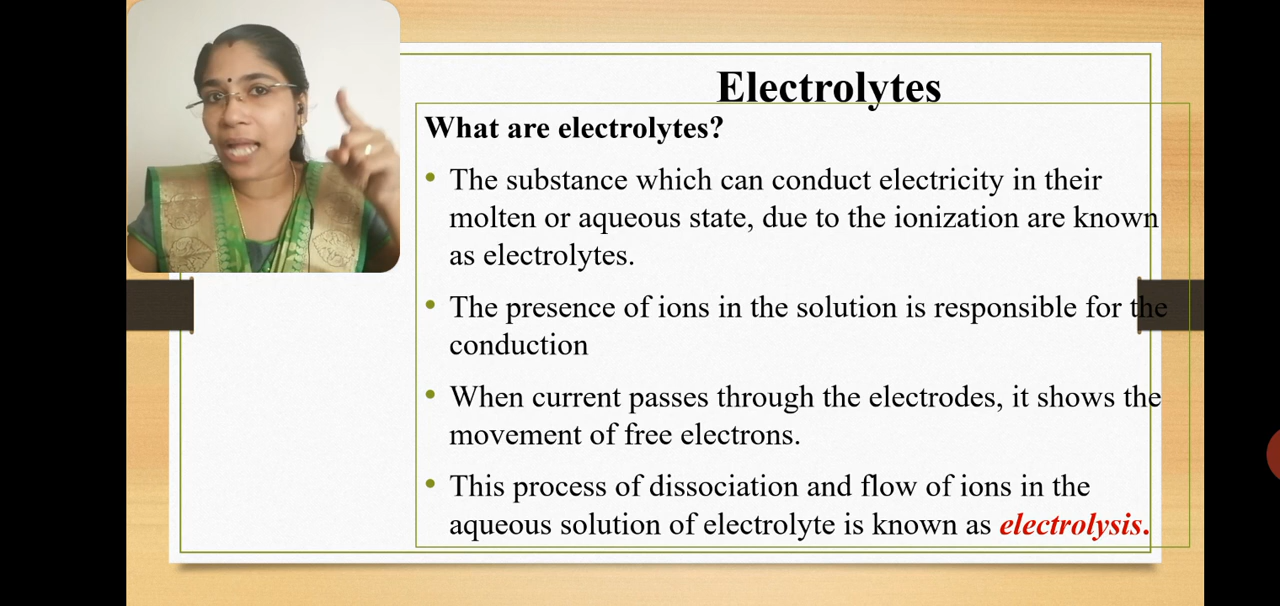 Electrolytes
What are electrolytes?
The substance which can conduct electricity in their
molten or aqueous state, due to the ionization are known
as electrolytes.
The presence of ions in the solution is responsible for the
conduction
When current passes through the electrodes, it shows the
movement of free electrons.
This process of dissociation and flow of ions in the
aqueous solution of electrolyte is known as electrolysis.